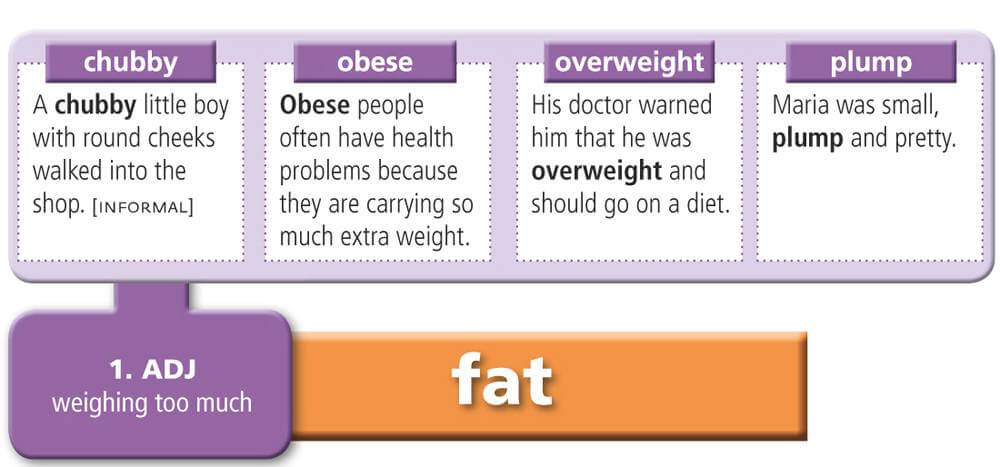 chubby
A chubby little boy
with round cheeks
walked into the
shop. [INFORMAL]
obese
Obese people
often have health
problems because
they are carrying so
much extra weight.
overweight
His doctor warned
him that he was
overweight and
should go on a diet.
plump
Maria was small,
plump and pretty.
1. ADJ
weighing too much
fat